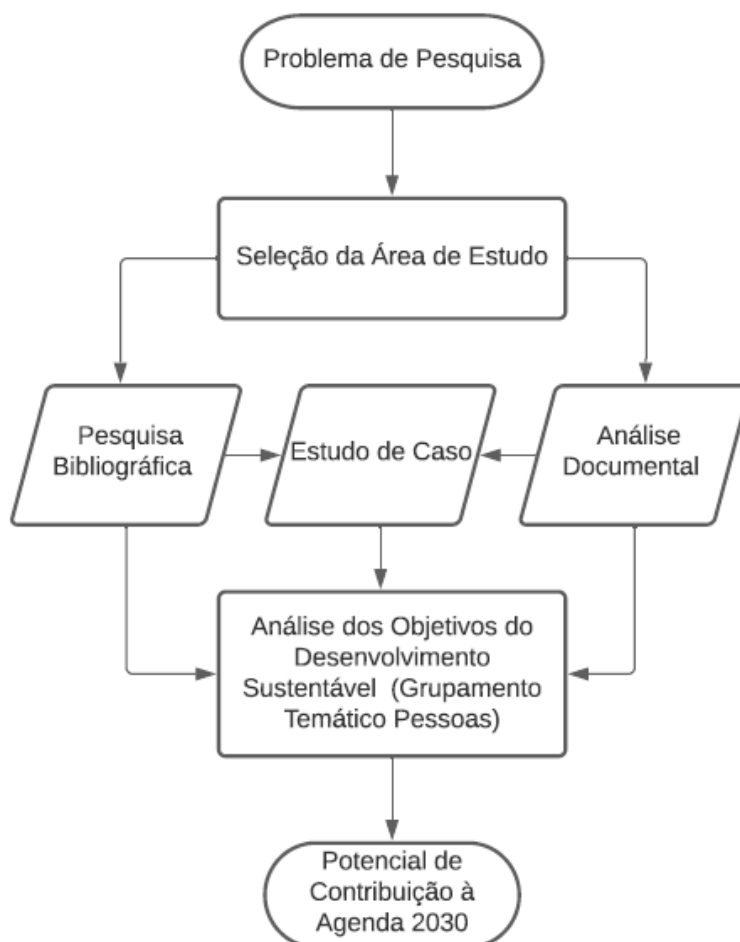 Problema de Pesquisa
Seleção da Área de Estudo
Pesquisa
Bibliográfica
Estudo de Caso
Análise
Documental
Análise dos Objetivos do
Desenvolvimento
Sustentável (Grupamento
Temático Pessoas)
Potencial de
Contribuição à
Agenda 2030